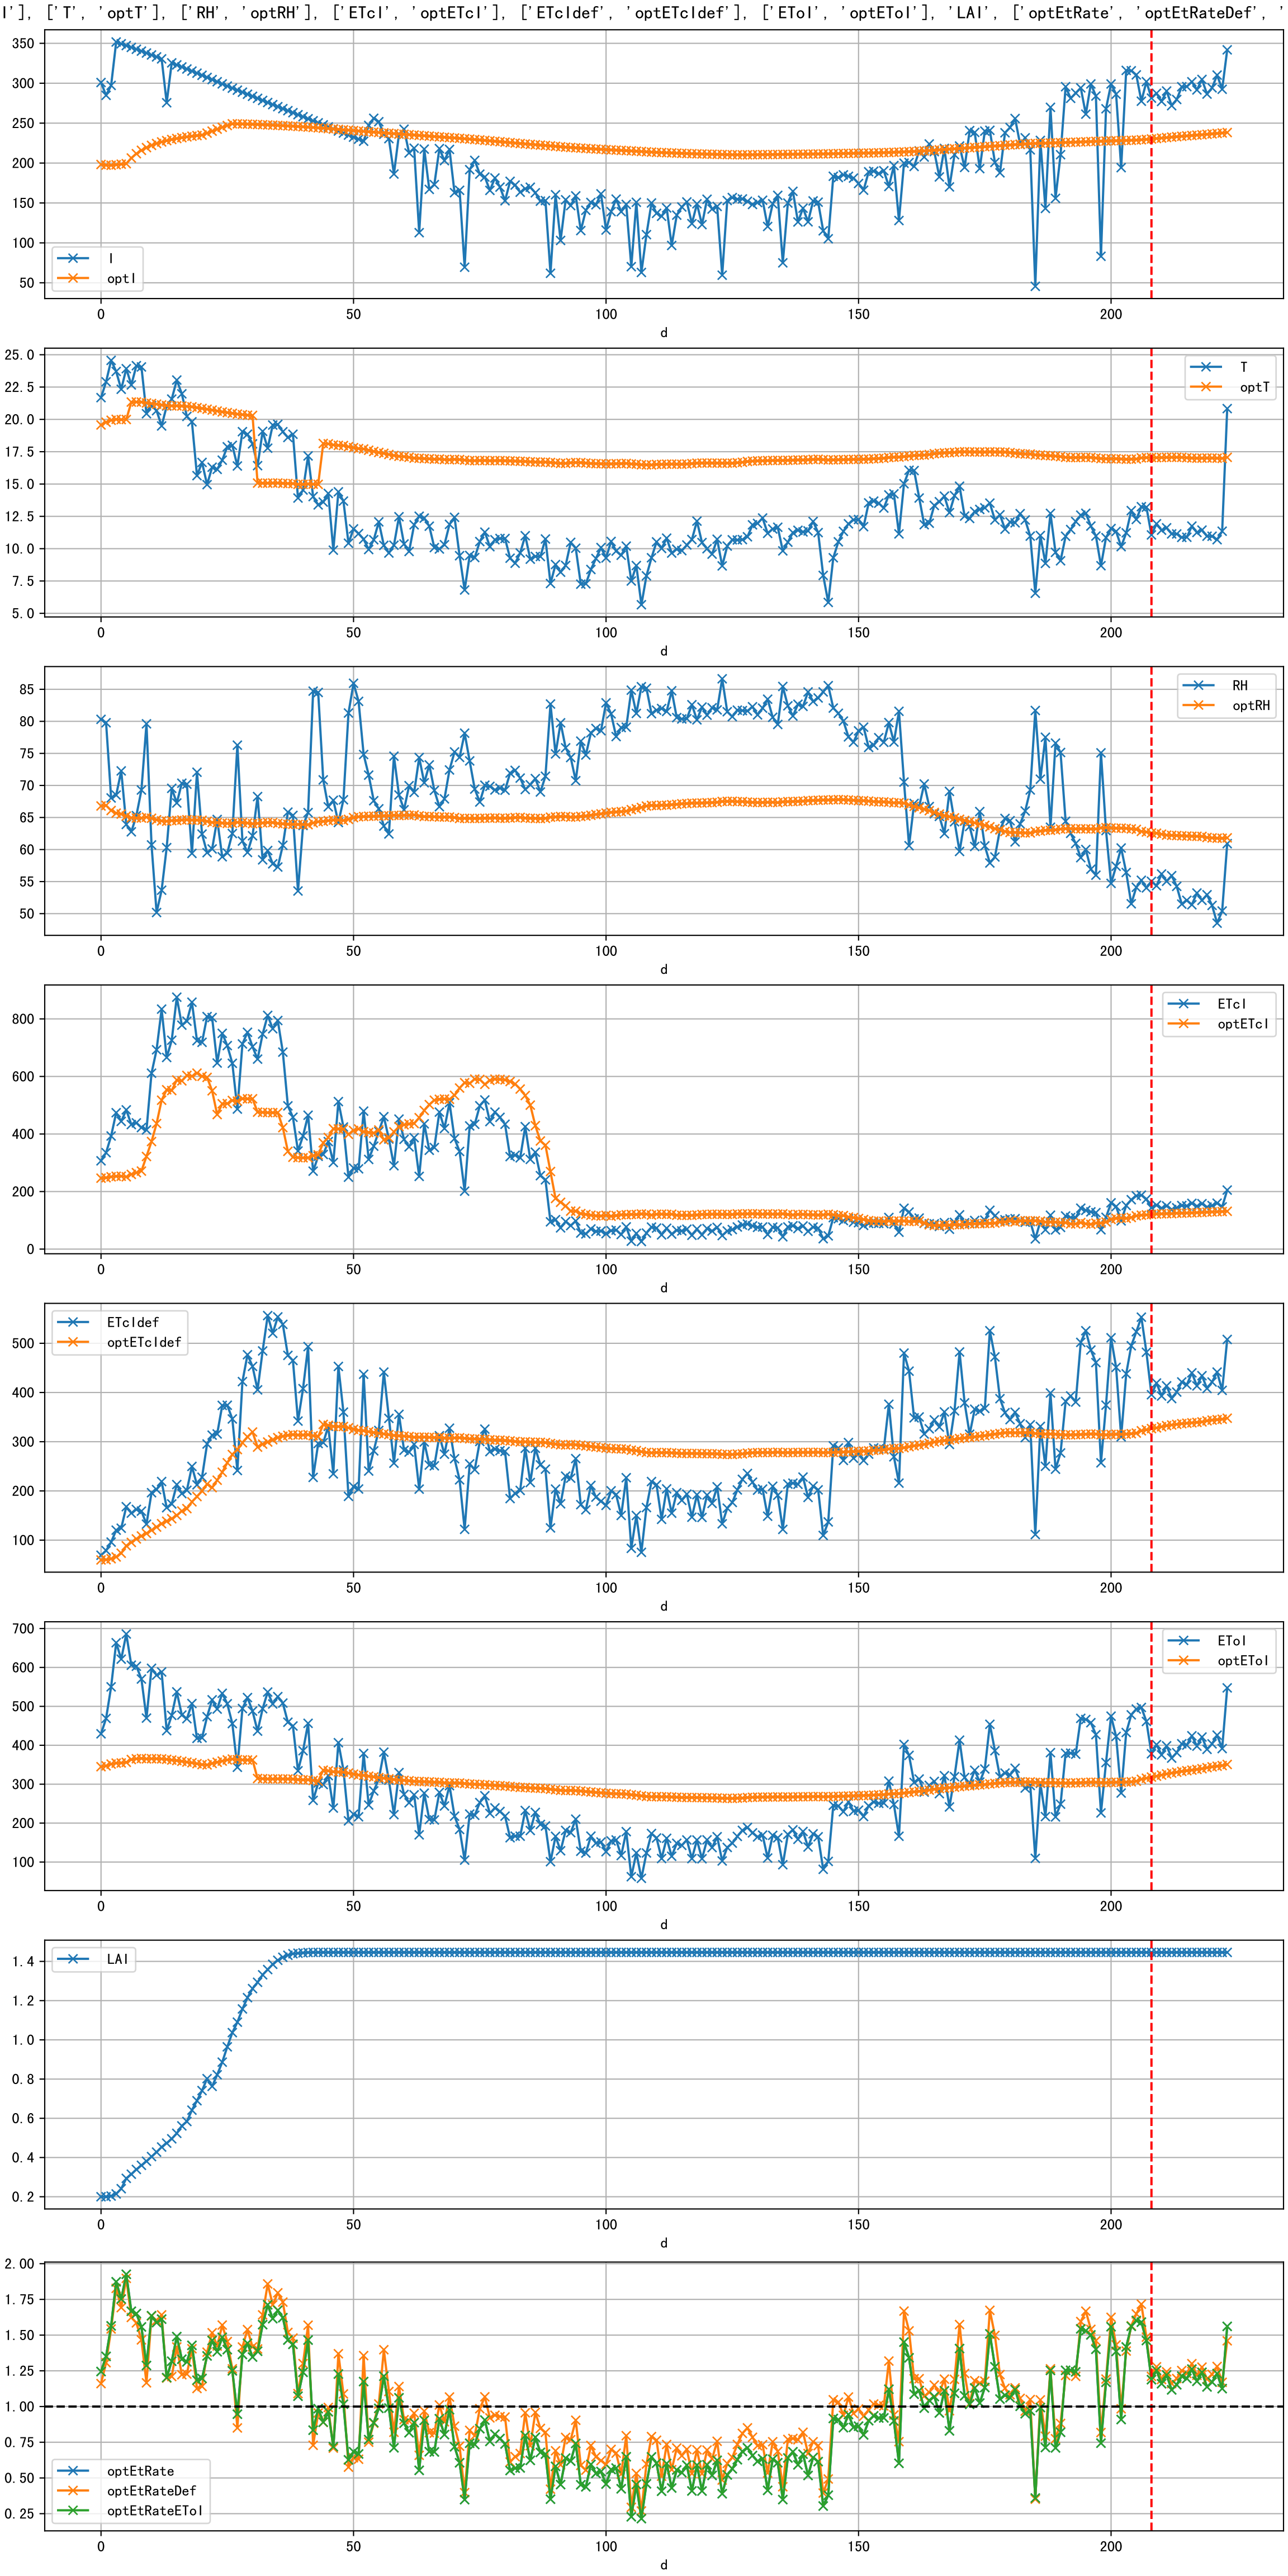 I'], ['T', 'optT'], ['RH', 'optRH'], ['ETcI', 'optETcI'], ['ETcIdef', 'optETcIdef'], ['EToI', 'optEToI'], 'LAI', ['optEtRate', 'optEtRateDef', '
350
300
250
200
150
100
50
I
optI
0 50 100 150 200
d
25.0
22.5
20.0
17.5
15.0
12.5
10.0
7.5
5.0
T
optT
0 50 100 150 200
d
85
80
75
70
65
60
55
50
RH
optRH
0 50 100 150 200
d
800
600
400
200
0
ETcI
optETcI
0 50 100 150 200
d
500
400
300
200
100
ETcIdef
optETcIdef
0 50 100 150 200
d
700
600
500
400
300
200
100
EToI
optEToI
0 50 100 150 200
d
1.4
1.2
1.0
0.8
0.6
0.4
0.2
LAI
0 50 100 150 200
d
2.00
1.75
1.50
1.25
1.00
0.75
0.50
0.25
optEtRate
optEtRateDef
optEtRateEToI
0 50 100 150 200
d